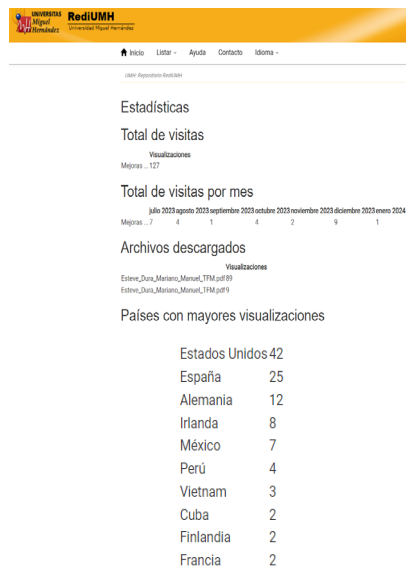 UNIVERSITAS
Miguel
Hernández
RediUMH
Universidad Miguel Hernández
Inicio Listar Ayuda Contacto Idioma
UMH: Repositorio RediUMH
Estadísticas
Total de visitas
Visualizaciones
Mejoras ... 127
Total de visitas por mes
julio 2023 agosto 2023 septiembre 2023 octubre 2023 noviembre 2023 diciembre 2023 enero 2024
Mejoras ... 7 4 1 4 2 9 1
Archivos descargados
Visualizaciones
Esteve_Dura_Mariano_Manuel_TFM.pdf 89
Esteve_Dura_Mariano_Manuel_TFM.pdf 9
Países con mayores visualizaciones
Estados Unidos 42
España 25
Alemania 12
Irlanda 8
México 7
Perú 4
Vietnam 3
Cuba 2
Finlandia 2
Francia 2